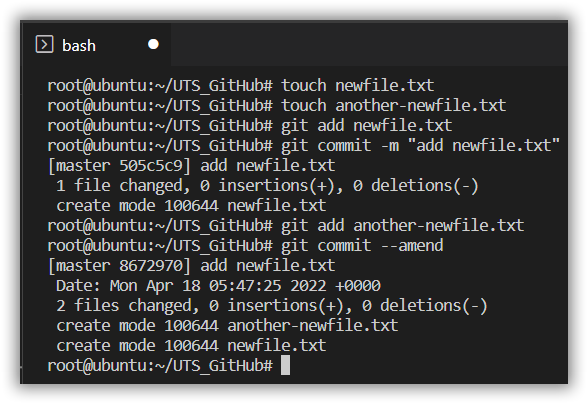 bash
root@ubuntu:~/UTS_GitHub# touch newfile.txt
root@ubuntu:~/UTS_GitHub# touch another-newfile.txt
root@ubuntu:~/UTS_GitHub# git add newfile.txt
root@ubuntu:~/UTS_GitHub# git commit -m "add newfile.txt"
[master 505c5c9] add newfile.txt
 1 file changed, 0 insertions(+), 0 deletions(-)
 create mode 100644 newfile.txt
root@ubuntu:~/UTS_GitHub# git add another-newfile.txt
root@ubuntu:~/UTS_GitHub# git commit --amend
[master 8672970] add newfile.txt
 Date: Mon Apr 18 05:47:25 2022 +0000
 2 files changed, 0 insertions(+), 0 deletions(-)
 create mode 100644 another-newfile.txt
 create mode 100644 newfile.txt
root@ubuntu:~/UTS_GitHub#